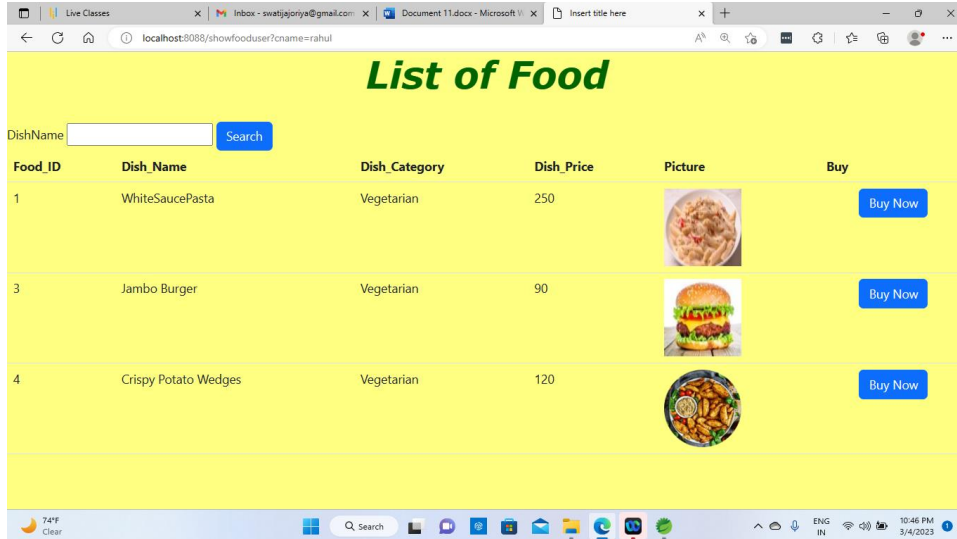 Live Classes
Inbox - swatijajoriya@gmail.com
Document 11.docx - Microsoft W
Insert title here
localhost:8088/showfooduser?cname=rahul
List of Food
DishName Search
Food_ID Dish_Name Dish_Category Dish_Price Picture Buy
1 WhiteSaucePasta Vegetarian 250 Buy Now
3 Jambo Burger Vegetarian 90 Buy Now
4 Crispy Potato Wedges Vegetarian 120 Buy Now
74°F
Clear
Search
ENG
IN
10:46 PM
3/4/2023
1